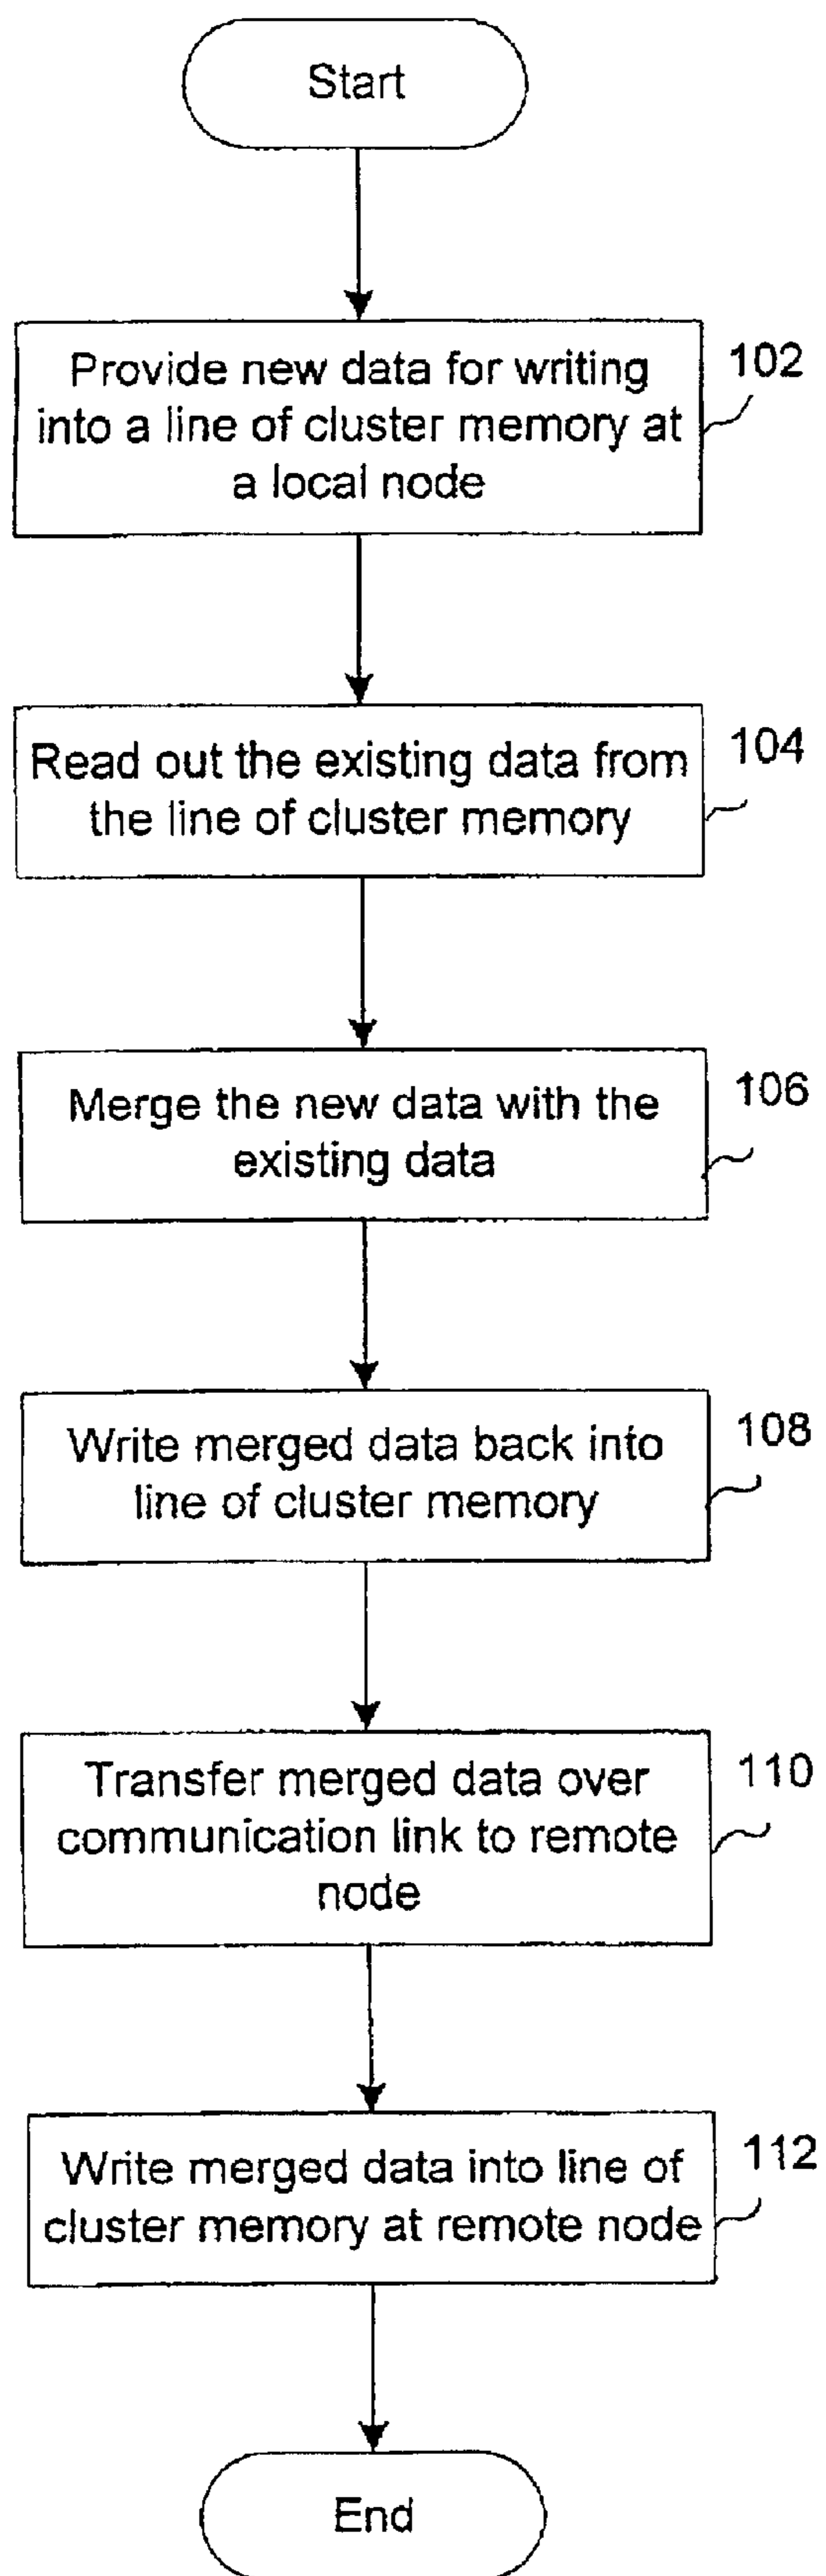 Start
Provide new data for writing
into a line of cluster memory at
a local node
102
Read out the existing data from
the line of cluster memory
104
Merge the new data with the
existing data
106
Write merged data back into
line of cluster memory
108
Transfer merged data over
communication link to remote
node
110
Write merged data into line of
cluster memory at remote node
112
End